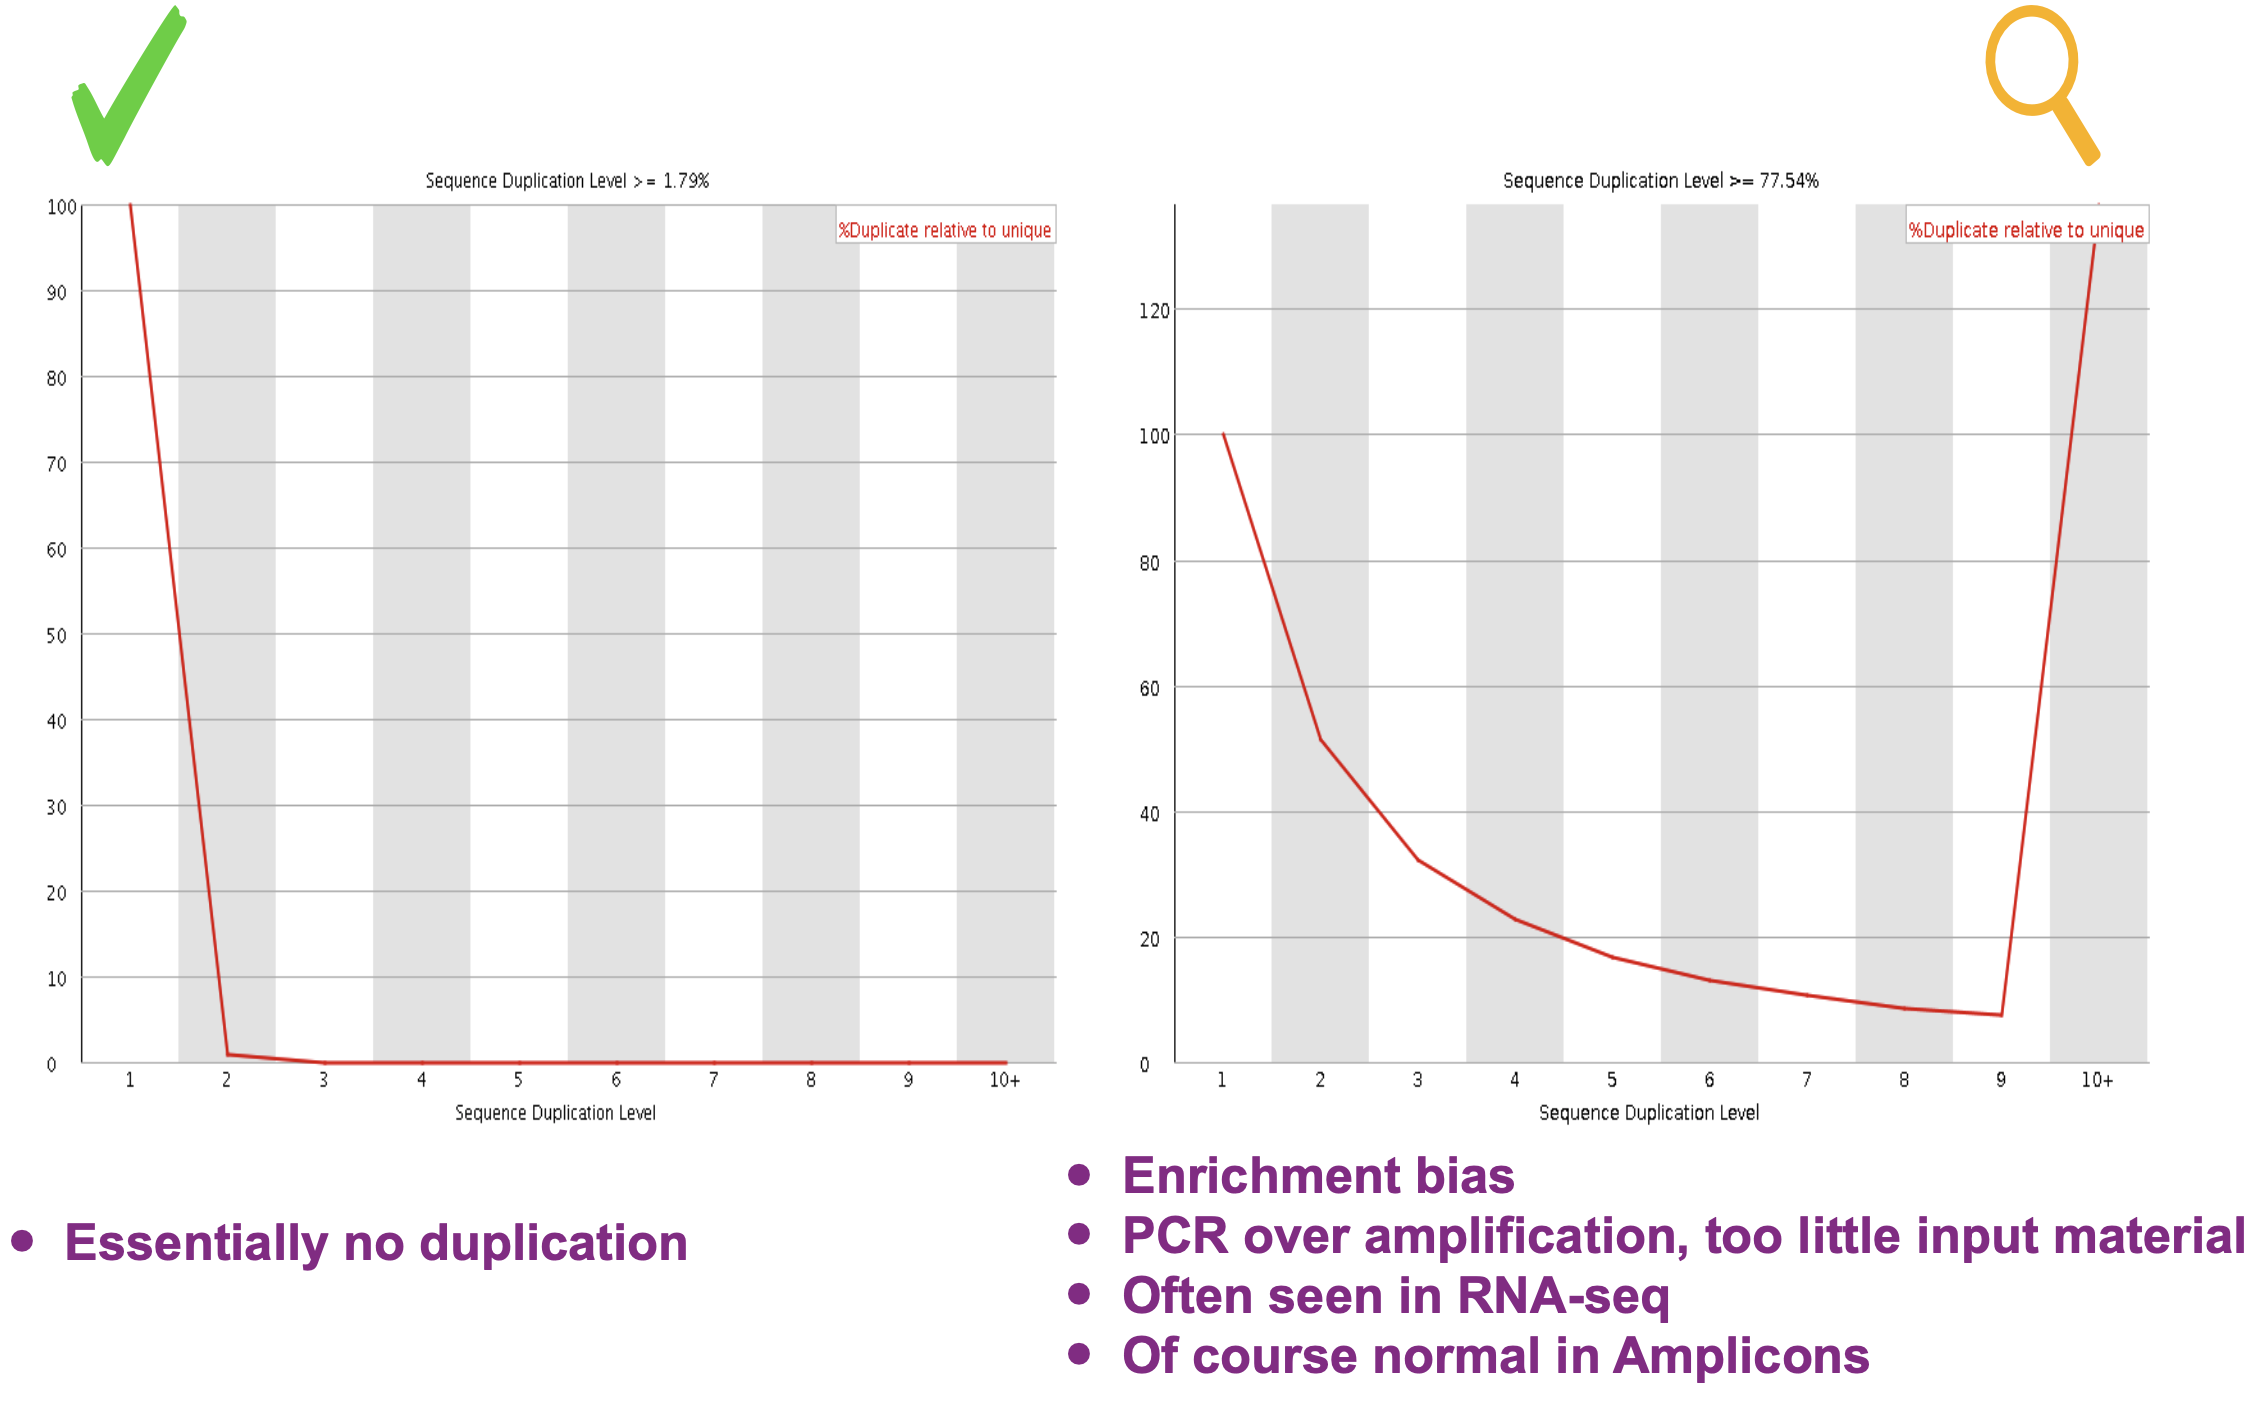 Sequence Duplication Level >= 1.79%
%Duplicate relative to unique
100
90
80
70
60
50
40
30
20
10
0
1 2 3 4 5 6 7 8 9 10+
Sequence Duplication Level
• Essentially no duplication
Sequence Duplication Level >= 77.54%
%Duplicate relative to unique
120
100
80
60
40
20
0
1 2 3 4 5 6 7 8 9 10+
Sequence Duplication Level
• Enrichment bias
• PCR over amplification, too little input material
• Often seen in RNA-seq
• Of course normal in Amplicons